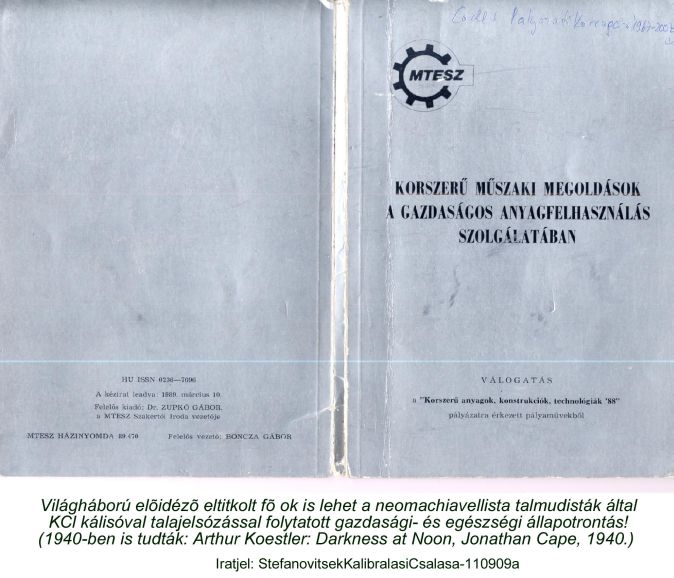 MTESZ
KORSZERŰ MŰSZAKI MEGOLDÁSOK
A GAZDASÁGOS ANYAGFELHASZNÁLÁS
SZOLGÁLATÁBAN
VÁLOGATÁS
a "Korszerű anyagok, konstrukciók, technológiák '88"
pályázatra érkezett pályaművekből
HU ISSN 0236—7696
A kézirat leadva: 1989. március 10.
Felelős kiadó: Dr. ZUPKÓ GÁBOR,
a MTESZ Szakértői Iroda vezetője
MTESZ HÁZINYOMDA 89 470 Felelős vezető: BONCZA GÁBOR
Világháború elõidézõ eltitkolt fõ ok is lehet a neomachiavellista talmudisták által
KCl kálisóval talajelsózással folytatott gazdasági- és egészségi állapotrontás!
(1940-ben is tudták: Arthur Koestler: Darkness at Noon, Jonathan Cape, 1940.)
Iratjel: StefanovitsekKalibralasiCsalasa-110909a